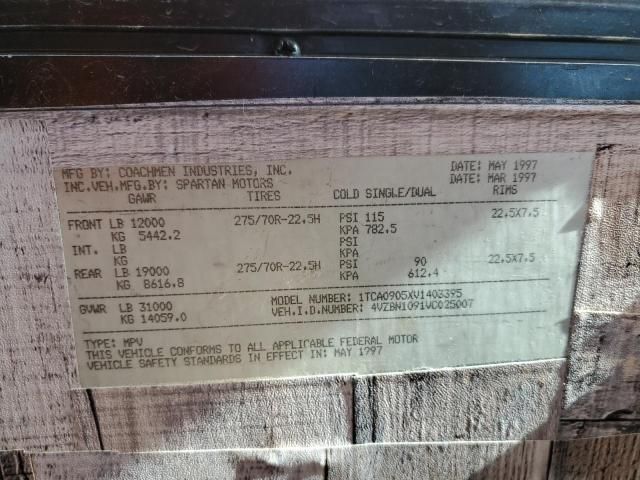 MFG BY: COACHMEN INDUSTRIES, INC. DATE: MAY 1997
INC.VEH.MFG.BY: SPARTAN MOTORS DATE: MAR 1997
GAWR TIRES COLD SINGLE/DUAL RIMS
FRONT LB 12000 275/70R-22.5H PSI 115 22.5X7.5
KG 5442.2 KPA 782.5
INT. LB PSI
KG KPA
REAR LB 19000 275/70R-22.5H PSI 90 22.5X7.5
KG 8616.8 KPA 612.4
GVWR LB 31000 MODEL NUMBER: 1TCA0905XV1403395
KG 14059.0 VEH.I.D.NUMBER: 4VZBN1091VC025007
TYPE: MPV
THIS VEHICLE CONFORMS TO ALL APPLICABLE FEDERAL MOTOR
VEHICLE SAFETY STANDARDS IN EFFECT IN: MAY 1997